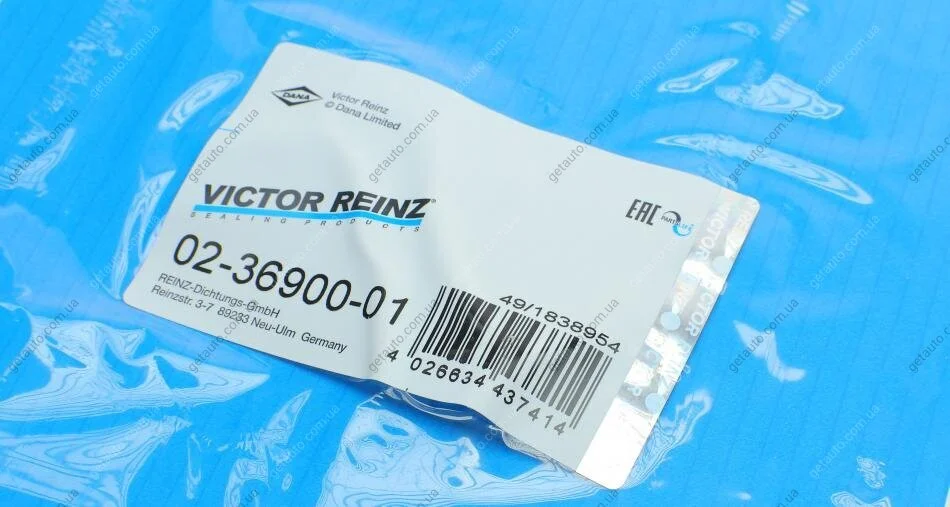 DANA
Victor Reinz
© Dana Limited
VICTOR REINZ®
SEALING PRODUCTS
EAC
02-36900-01
REINZ-Dichtungs-GmbH
Reinzstr. 3-7 89233 Neu-Ulm Germany
49/1838954
4 026634 437414
VICTOR
getauto.com.ua